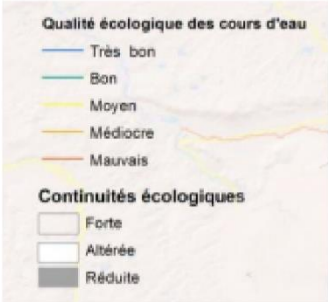 Qualité écologique des cours d'eau
Très bon
Bon
Moyen
Médiocre
Mauvais
Continuités écologiques
Forte
Altérée
Réduite